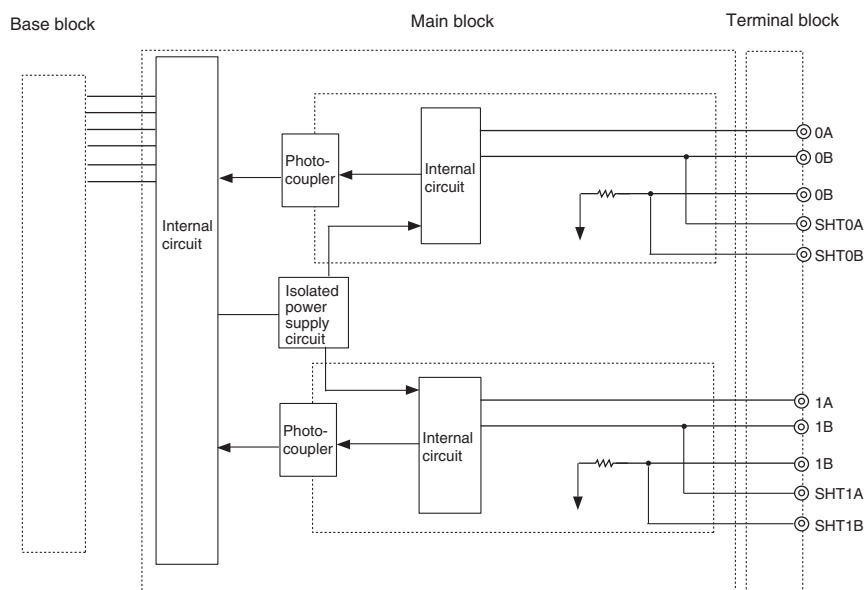 Base block
Main block
Terminal block
Internal
circuit
Photo-
coupler
Internal
circuit
0A
0B
0B
SHT0A
SHT0B
Isolated
power
supply
circuit
Photo-
coupler
Internal
circuit
1A
1B
1B
SHT1A
SHT1B